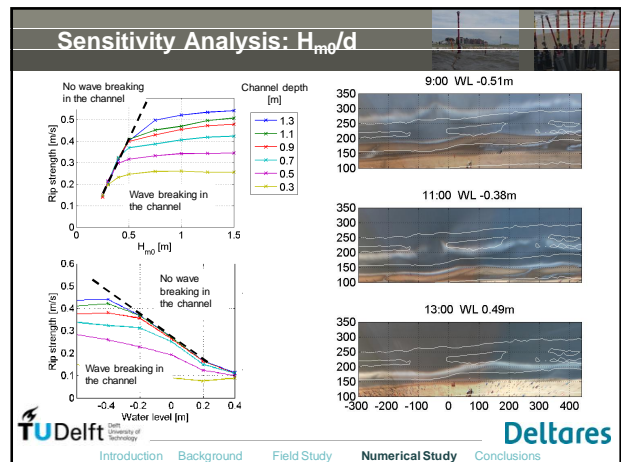 Sensitivity Analysis: Hm0/d
No wave breaking
in the channel
Channel depth
[m]
1.3
1.1
0.9
0.7
0.5
0.3
Rip strength [m/s]
0.5
0.4
0.3
0.2
0.1
0
Wave breaking in
the channel
0
0.5
1
1.5
Hm0 [m]
0.6
0.5
0.4
0.3
0.2
0.1
0
Rip strength [m/s]
No wave
breaking in
the channel
Wave breaking in
the channel
-0.4
-0.2
0
0.2
0.4
Water level [m]
9:00 WL -0.51m
350
300
250
200
150
100
11:00 WL -0.38m
350
300
250
200
150
100
13:00 WL 0.49m
350
300
250
200
150
100
-300 -200 -100 0 100 200 300 400
TUDelft
Delft
University of
Technology
Deltares
Introduction Background Field Study Numerical Study Conclusions